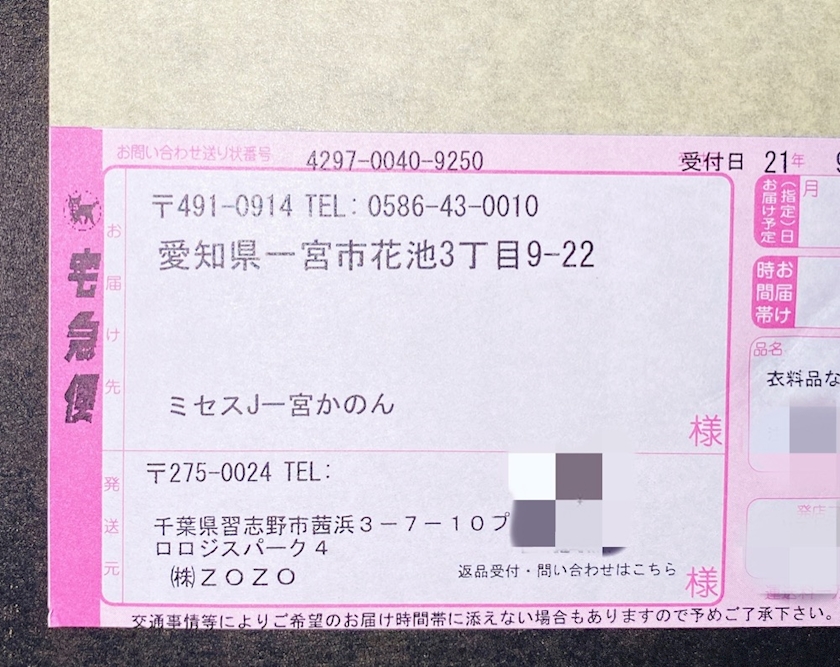 お問い合わせ送り状番号 4297-0040-9250 受付日 21年
宅急便
お届け先
〒491-0914 TEL: 0586-43-0010
愛知県一宮市花池3丁目9-22
ミセスJ一宮かのん
様
発送元
〒275-0024 TEL:
千葉県習志野市茜浜3-7-10プ
ロロジスパーク4
㈱ZOZO
返品受付・問い合わせはこちら
様
お届け予定(指定)日
月
お届け時間帯
品名
衣料品な
交通事情等によりご希望のお届け時間帯に添えない場合もありますので予めご了承下さい。